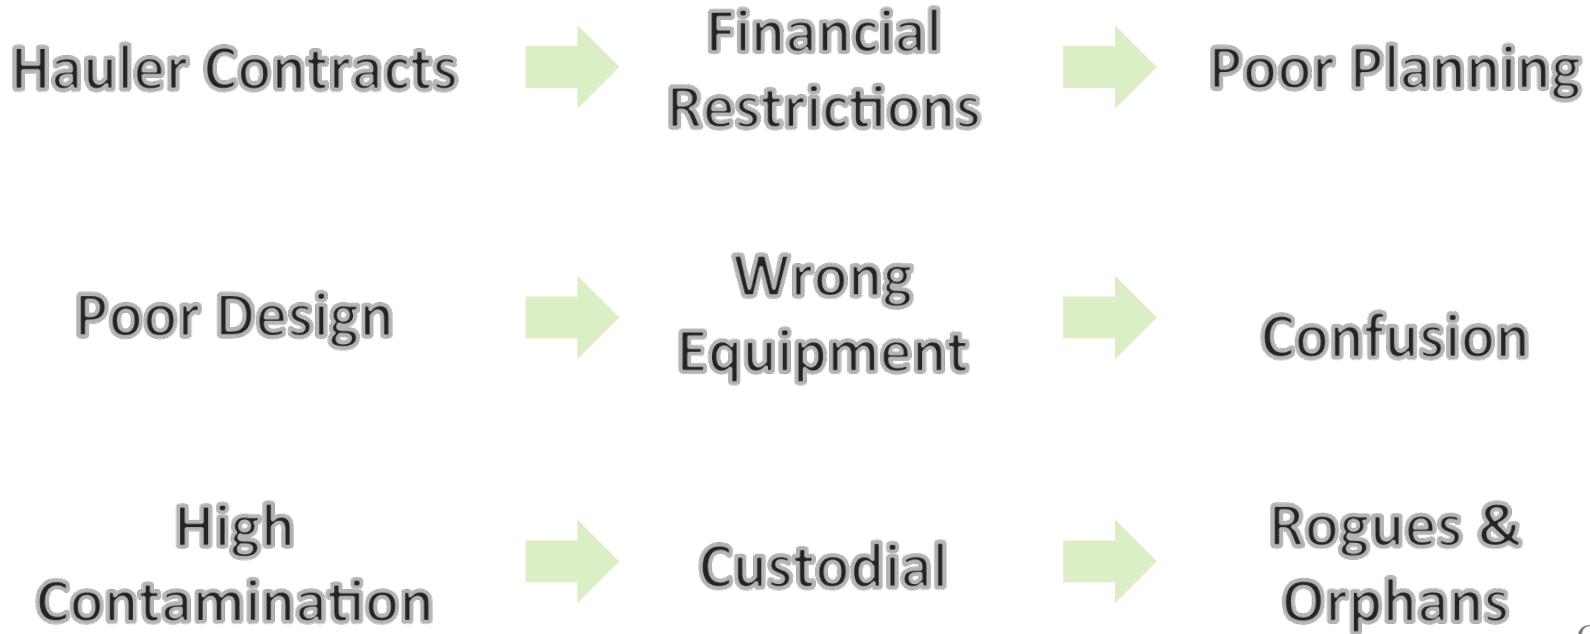 Hauler Contracts
Financial
Restrictions
Poor Planning
Poor Design
Wrong
Equipment
Confusion
High
Contamination
Custodial
Rogues &
Orphans